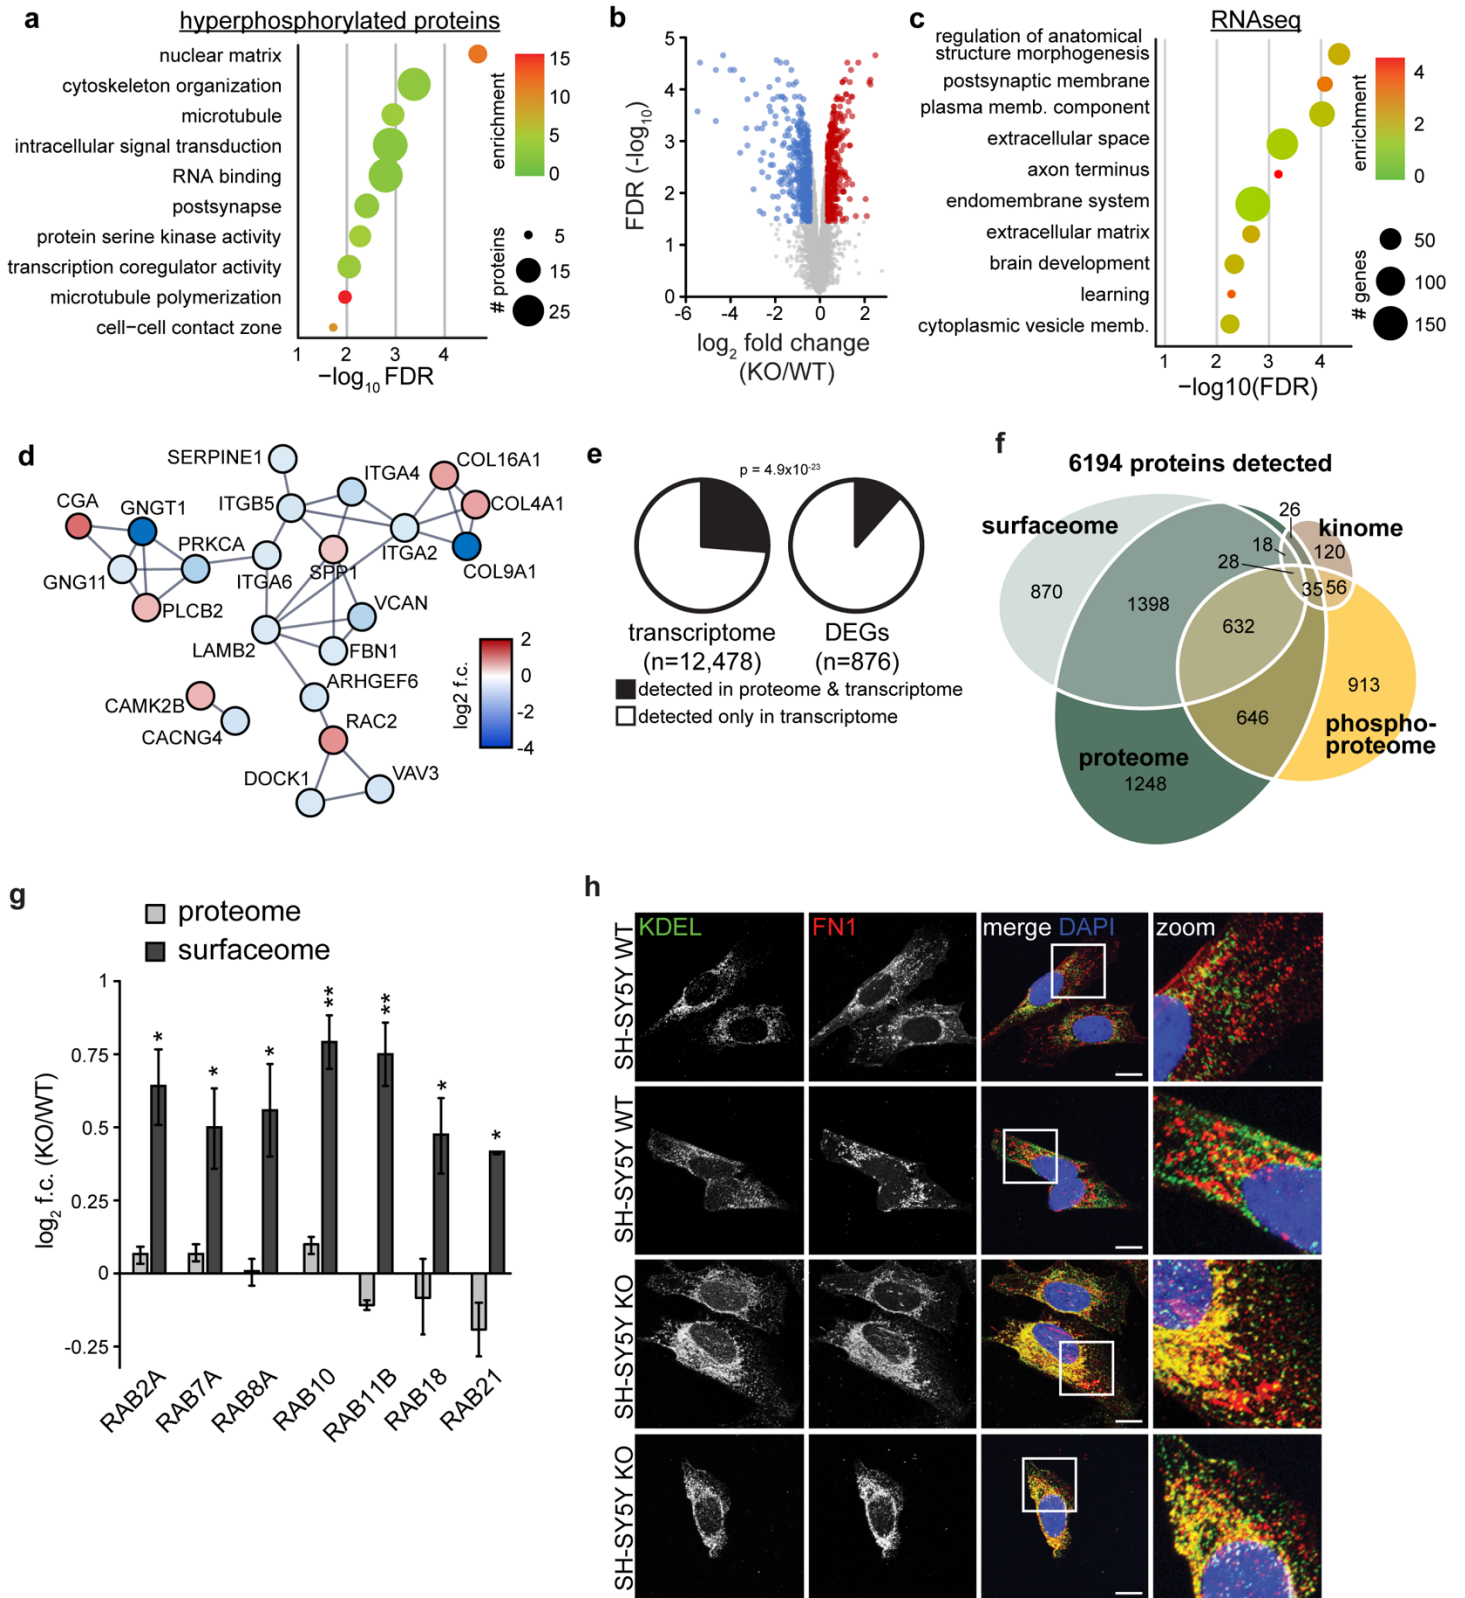 a
hyperphosphorylated proteins
nuclear matrix
cytoskeleton organization
microtubule
intracellular signal transduction
RNA binding
postsynapse
protein serine kinase activity
transcription coregulator activity
microtubule polymerization
cell−cell contact zone
1 2 3 4
−log10 FDR
enrichment
15
10
5
0
# proteins
5
15
25
b
FDR (-log10)
5
4
3
2
1
0
-6 -4 -2 0 2
log2 fold change
(KO/WT)
c
RNAseq
regulation of anatomical
structure morphogenesis
postsynaptic membrane
plasma memb. component
extracellular space
axon terminus
endomembrane system
extracellular matrix
brain development
learning
cytoplasmic vesicle memb.
1 2 3 4
−log10(FDR)
enrichment
4
2
0
# genes
50
100
150
d
SERPINE1
ITGA4
COL16A1
CGA
GNGT1
ITGB5
COL4A1
PRKCA
ITGA2
GNG11
ITGA6
SPP1
COL9A1
PLCB2
VCAN
LAMB2
FBN1
ARHGEF6
CAMK2B
RAC2
CACNG4
DOCK1
VAV3
log2 f.c.
2
0
-2
-4
e
p = 4.9x10-23
transcriptome
(n=12,478)
DEGs
(n=876)
detected in proteome & transcriptome
detected only in transcriptome
f
6194 proteins detected
surfaceome
26
kinome
18
120
28
870
1398
35
56
632
913
646
phospho-
proteome
proteome
1248
g
proteome
surfaceome
log2 f.c. (KO/WT)
1
0.75
0.5
0.25
0
-0.25
* * * ** ** * *
RAB2A RAB7A RAB8A RAB10 RAB11B RAB18 RAB21
h
KDEL FN1 merge DAPI zoom
SH-SY5Y WT
SH-SY5Y WT
SH-SY5Y KO
SH-SY5Y KO